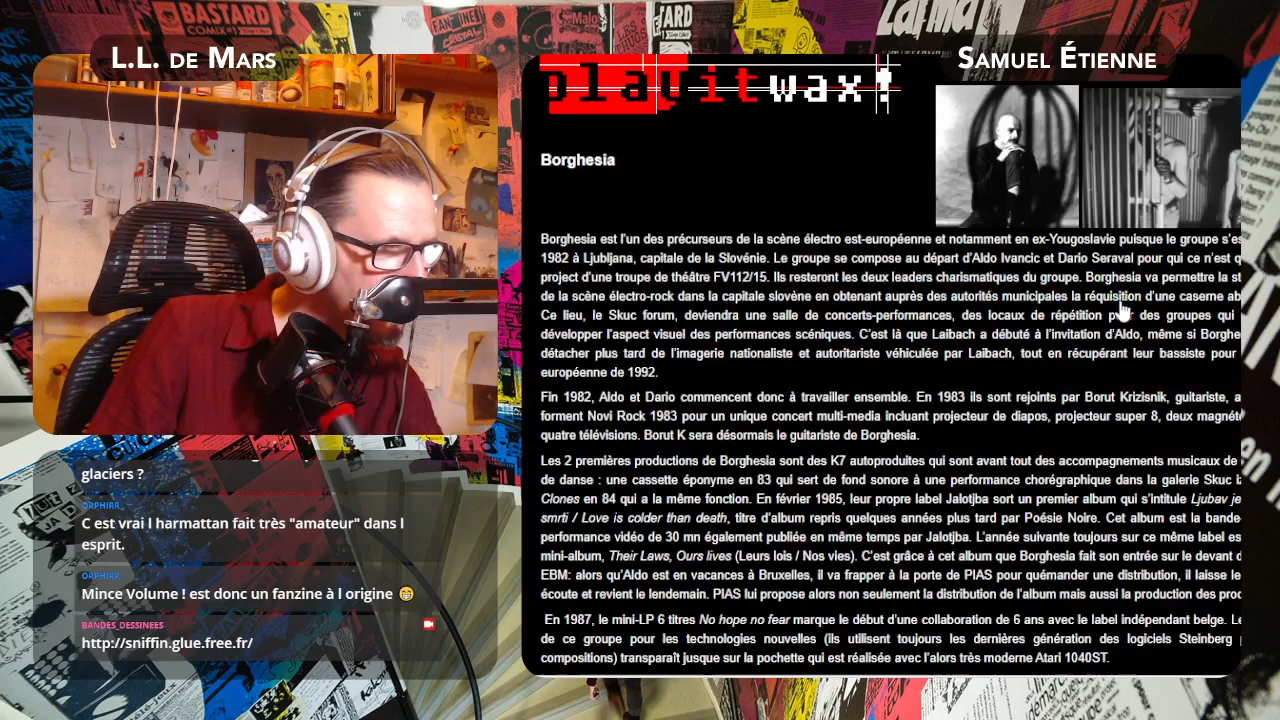 BASTARD
COMIX#1
FANZINE
CRISTAL
Malo
L.L. DE MARS
SAMUEL ÉTIENNE
playitwax!
Borghesia
Borghesia est l'un des précurseurs de la scène électro est-européenne et notamment en ex-Yougoslavie puisque le groupe s'es
1982 à Ljubljana, capitale de la Slovénie. Le groupe se compose au départ d'Aldo Ivancic et Dario Seraval pour qui ce n'est q
project d'une troupe de théâtre FV112/15. Ils resteront les deux leaders charismatiques du groupe. Borghesia va permettre la st
de la scène électro-rock dans la capitale slovène en obtenant auprès des autorités municipales la réquisition d'une caserne ab
Ce lieu, le Skuc forum, deviendra une salle de concerts-performances, des locaux de répétition des groupes qui
développer l'aspect visuel des performances scéniques. C'est là que Laibach a débuté à l'invitation d'Aldo, même si Borghe
détacher plus tard de l'imagerie nationaliste et autoritariste véhiculée par Laibach, tout en récupérant leur bassiste pour
européenne de 1992.
Fin 1982, Aldo et Dario commencent donc à travailler ensemble. En 1983 ils sont rejoints par Borut Krizisnik, guitariste, a
forment Novi Rock 1983 pour un unique concert multi-media incluant projecteur de diapos, projecteur super 8, deux magnét
quatre télévisions. Borut K sera désormais le guitariste de Borghesia.
Les 2 premières productions de Borghesia sont des K7 autoproduites qui sont avant tout des accompagnements musicaux de
de danse : une cassette éponyme en 83 qui sert de fond sonore à une performance chorégraphique dans la galerie Skuc
Clones en 84 qui a la même fonction. En février 1985, leur propre label Jalotjba sort un premier album qui s'intitule Ljubav je
smrti / Love is colder than death, titre d'album repris quelques années plus tard par Poésie Noire. Cet album est la bande-
performance vidéo de 30 mn également publiée en même temps par Jalotjba. L'année suivante toujours sur ce même label es
mini-album, Their Laws, Ours lives (Leurs lois / Nos vies). C'est grâce à cet album que Borghesia fait son entrée sur le devant d
EBM: alors qu'Aldo est en vacances à Bruxelles, il va frapper à la porte de PIAS pour quémander une distribution, il laisse le
écoute et revient le lendemain. PIAS lui propose alors non seulement la distribution de l'album mais aussi la production des proc
En 1987, le mini-LP 6 titres No hope no fear marque le début d'une collaboration de 6 ans avec le label indépendant belge. Le
de ce groupe pour les technologies nouvelles (ils utilisent toujours les dernières génération des logiciels Steinberg
compositions) transparaît jusque sur la pochette qui est réalisée avec l'alors très moderne Atari 1040ST.
glaciers ?
ORPHIRR
C est vrai l harmattan fait très "amateur" dans l
esprit.
ORPHIRR
Mince Volume ! est donc un fanzine à l origine 😁
BANDES_DESSINEES
http://sniffin.glue.free.fr/